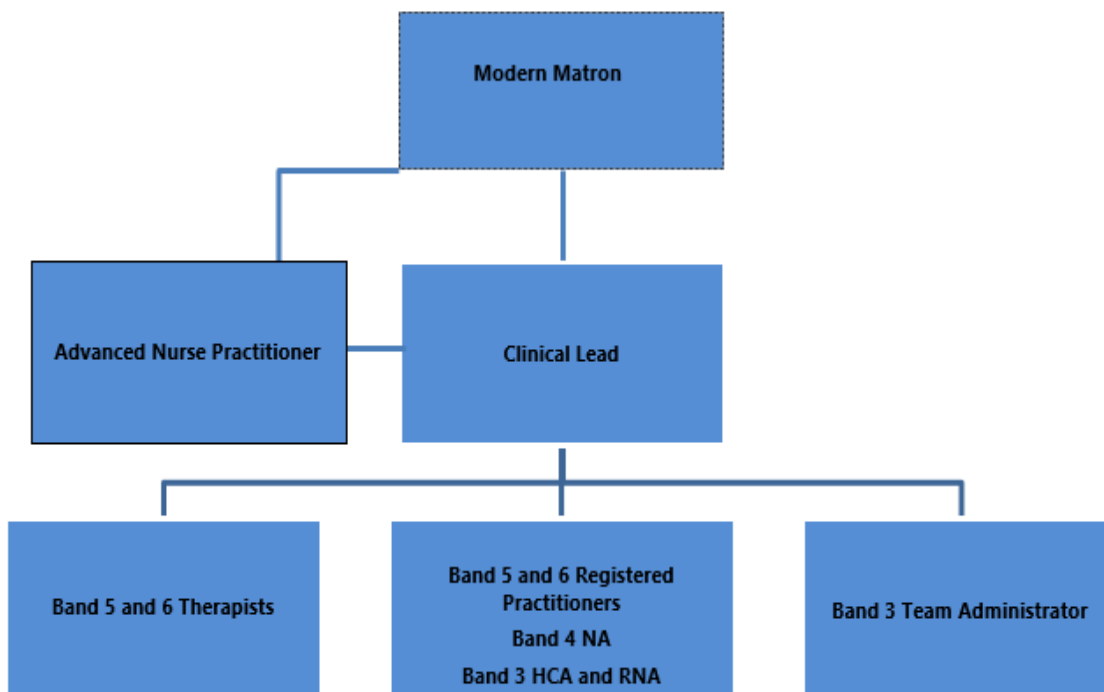 Modern Matron
Advanced Nurse Practitioner
Clinical Lead
Band 5 and 6 Therapists
Band 5 and 6 Registered
Practitioners
Band 4 NA
Band 3 HCA and RNA
Band 3 Team Administrator